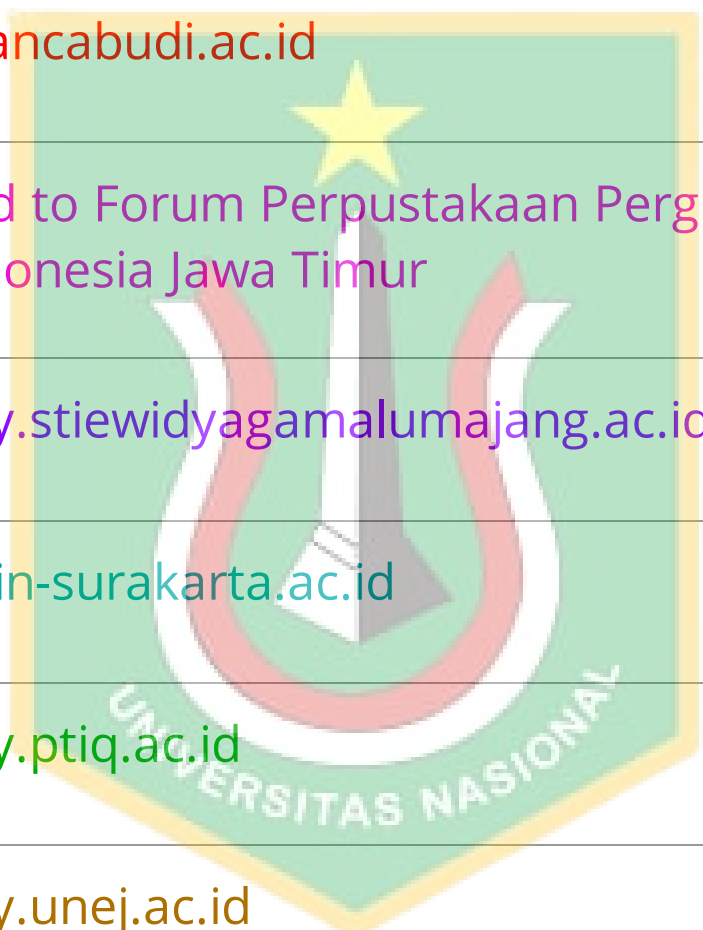 ancabudi.ac.id
d to Forum Perpustakaan Perg
onesia Jawa Timur
y.stiewidyagamalumajang.ac.id
in-surakarta.ac.id
y.ptiq.ac.id
UNIVERSITAS NASIONAL
y.unej.ac.id